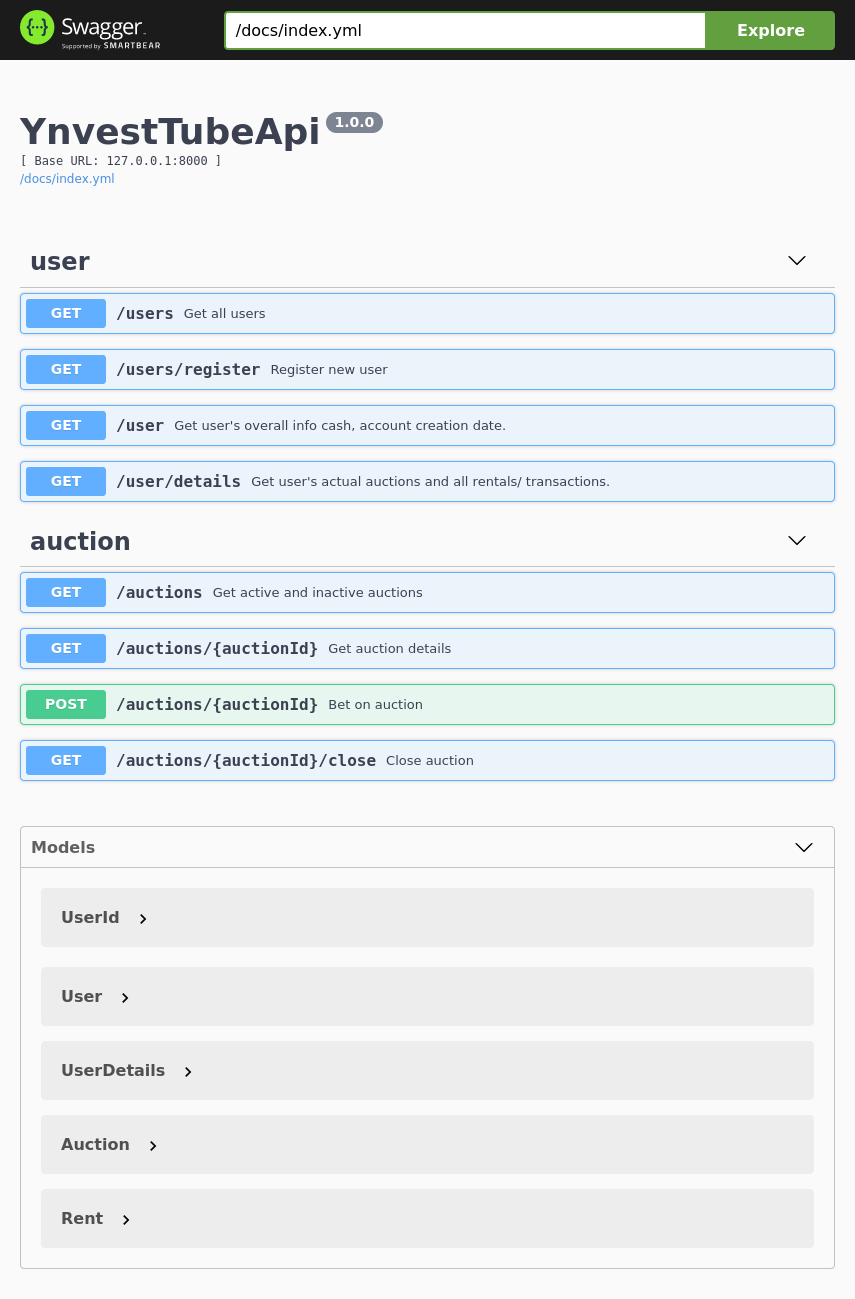 Swagger.
Supported by SMARTBEAR
/docs/index.yml
Explore
YnvestTubeApi 1.0.0
[ Base URL: 127.0.0.1:8000 ]
/docs/index.yml
user
GET /users Get all users
GET /users/register Register new user
GET /user Get user's overall info cash, account creation date.
GET /user/details Get user's actual auctions and all rentals/ transactions.
auction
GET /auctions Get active and inactive auctions
GET /auctions/{auctionId} Get auction details
POST /auctions/{auctionId} Bet on auction
GET /auctions/{auctionId}/close Close auction
Models
UserId
User
UserDetails
Auction
Rent